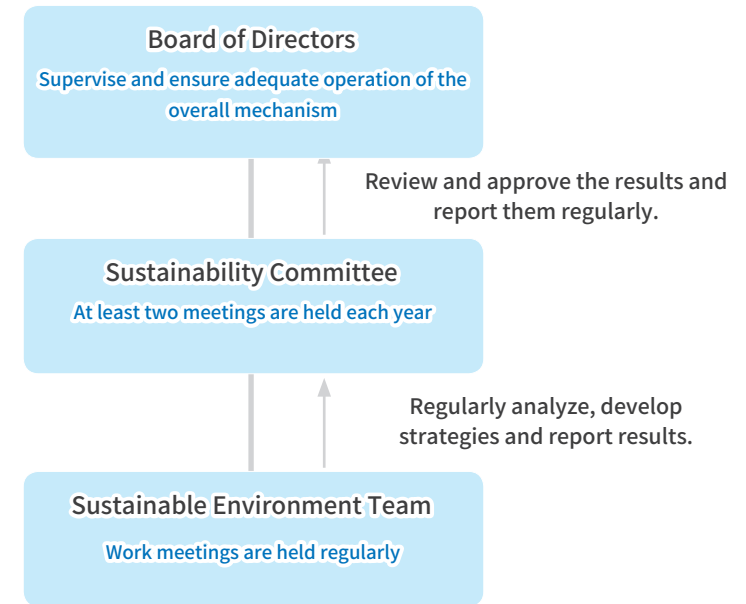 Board of Directors
Supervise and ensure adequate operation of the
overall mechanism
Review and approve the results and
report them regularly.
Sustainability Committee
At least two meetings are held each year
Regularly analyze, develop
strategies and report results.
Sustainable Environment Team
Work meetings are held regularly